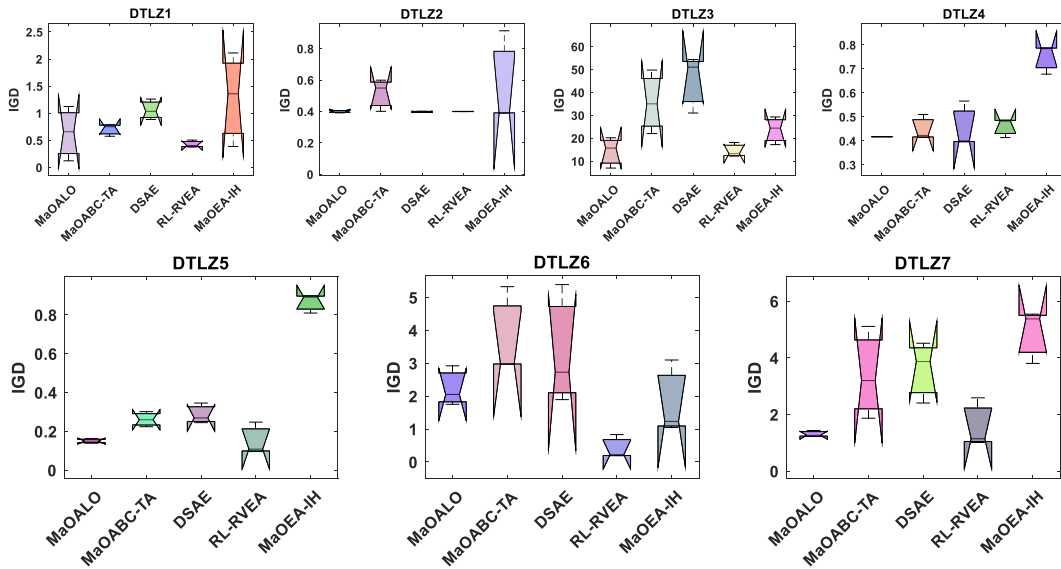 DTLZ1
IGD
2.5
2
1.5
1
0.5
0
MaOALO
MaOABC-TA
DSAE
RL-RVEA
MaOEA-IH
DTLZ2
IGD
0.8
0.6
0.4
0.2
0
MaOALO
MaOABC-TA
DSAE
RL-RVEA
MaOEA-IH
DTLZ3
IGD
60
50
40
30
20
10
MaOALO
MaOABC-TA
DSAE
RL-RVEA
MaOEA-IH
DTLZ4
IGD
0.8
0.7
0.6
0.5
0.4
0.3
MaOALO
MaOABC-TA
DSAE
RL-RVEA
MaOEA-IH
DTLZ5
IGD
0.8
0.6
0.4
0.2
0
MaOALO
MaOABC-TA
DSAE
RL-RVEA
MaOEA-IH
DTLZ6
IGD
5
4
3
2
1
0
MaOALO
MaOABC-TA
DSAE
RL-RVEA
MaOEA-IH
DTLZ7
IGD
6
4
2
0
MaOALO
MaOABC-TA
DSAE
RL-RVEA
MaOEA-IH